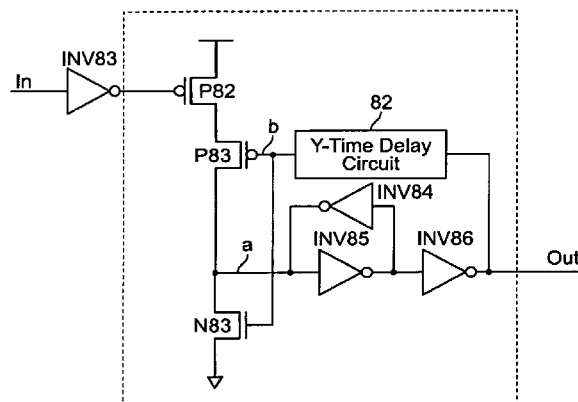 INV83
In
P82
82
b
P83
Y-Time Delay
Circuit
INV84
INV85
INV86
Out
a
N83